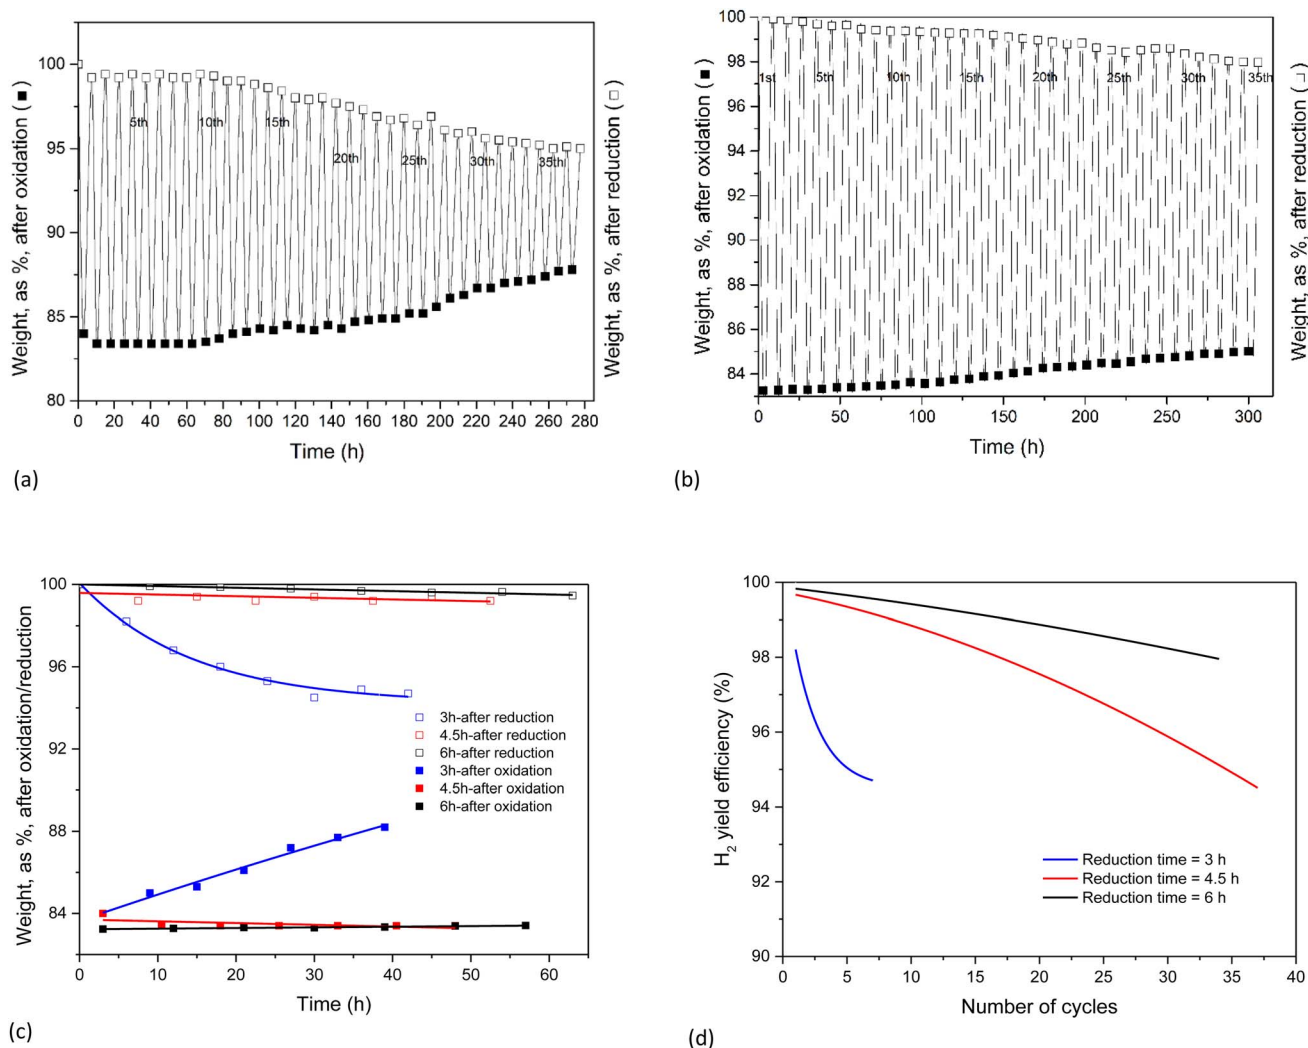 Weight, as %, after oxidation (■)
100
95
90
85
80
5th
10th
15th
20th
25th
30th
35th
0 20 40 60 80 100 120 140 160 180 200 220 240 260 280
Time (h)
Weight, as %, after reduction (□)
(a)
Weight, as %, after oxidation (■)
100
98
96
94
92
90
88
86
84
1st
5th
10th
15th
20th
25th
30th
35th
0 50 100 150 200 250 300
Time (h)
Weight, as %, after reduction (□)
(b)
Weight, as %, after oxidation/reduction
100
96
92
88
84
3h-after reduction
4.5h-after reduction
6h-after reduction
3h-after oxidation
4.5h-after oxidation
6h-after oxidation
0 10 20 30 40 50 60
Time (h)
(c)
H₂ yield efficiency (%)
100
98
96
94
92
90
Reduction time = 3 h
Reduction time = 4.5 h
Reduction time = 6 h
0 5 10 15 20 25 30 35 40
Number of cycles
(d)